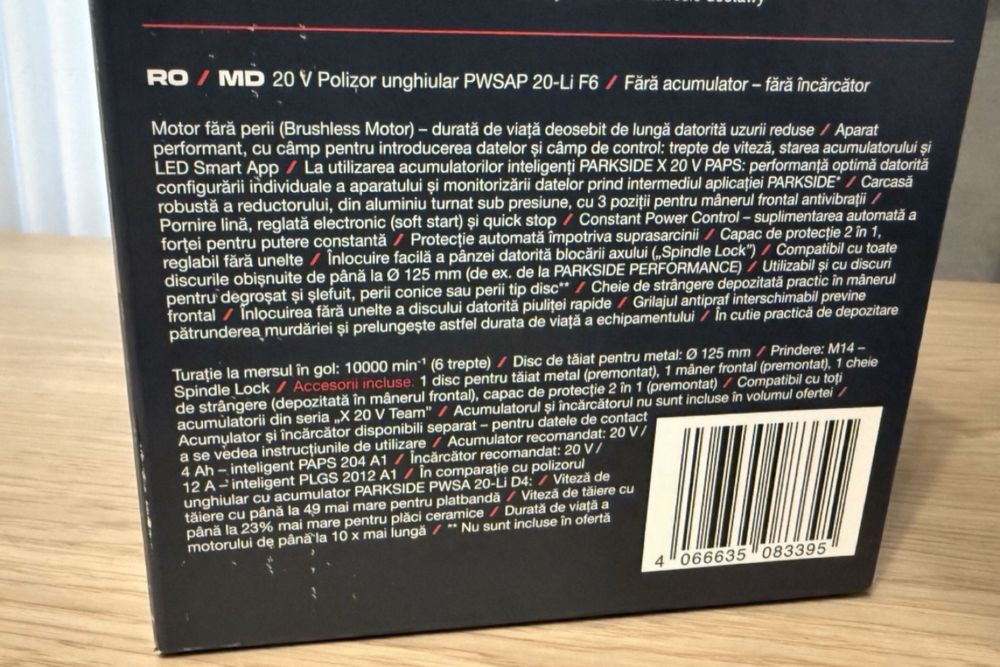 RO / MD 20 V Polizor unghiular PWSAP 20-Li F6 / Fără acumulator – fără încărcător
Motor fără perii (Brushless Motor) – durată de viață deosebit de lungă datorită uzurii reduse / Aparat
performant, cu câmp pentru introducerea datelor și câmp de control: trepte de viteză, starea acumulatorului și
LED Smart App / La utilizarea acumulatorilor inteligenți PARKSIDE X 20 V PAPS: performanță optimă datorită
configurării individuale a aparatului și monitorizării datelor prind intermediul aplicației PARKSIDE* / Carcasă
robustă a reductorului, din aluminiu turnat sub presiune, cu 3 poziții pentru mânerul frontal antivibrații /
Pornire lină, reglată electronic (soft start) și quick stop / Constant Power Control – suplimentarea automată a
forței pentru putere constantă / Protecție automată împotriva suprasarcinii / Capac de protecție 2 în 1,
reglabil fără unelte / Înlocuire facilă a pânzei datorită blocării axului („Spindle Lock”) / Compatibil cu toate
discurile obișnuite de până la Ø 125 mm (de ex. de la PARKSIDE PERFORMANCE) / Utilizabil și cu discuri
pentru degroșat și șlefuit, perii conice sau perii tip disc** / Cheie de strângere depozitată practic în mânerul
frontal / Înlocuirea fără unelte a discului datorită piuliței rapide / Grilajul antipraf interschimabil previne
pătrunderea murdăriei și prelungește astfel durata de viață a echipamentului / În cutie practică de depozitare
Turație la mersul în gol: 10000 min⁻¹ (6 trepte) / Disc de tăiat pentru metal: Ø 125 mm / Prindere: M14 –
Spindle Lock / Accesorii incluse: 1 disc pentru tăiat metal (premontat), 1 mâner frontal (premontat), 1 cheie
de strângere (depozitată în mânerul frontal), capac de protecție 2 în 1 (premontat) / Compatibil cu toți
acumulatorii din seria „X 20 V Team” / Acumulatorul și încărcătorul nu sunt incluse în volumul ofertei /
Acumulator și încărcător disponibili separat – pentru datele de contact
a se vedea instrucțiunile de utilizare / Acumulator recomandat: 20 V /
4 Ah – inteligent PAPS 204 A1 / Încărcător recomandat: 20 V /
12 A – inteligent PLGS 2012 A1 / În comparație cu polizorul
unghiular cu acumulator PARKSIDE PWSA 20-Li D4: / Viteză de
tăiere cu până la 49 mai mare pentru platbandă / Viteză de tăiere cu
până la 23% mai mare pentru plăci ceramice / Durată de viață a
motorului de până la 10 x mai lungă / ** Nu sunt incluse în ofertă
4 066635 083395